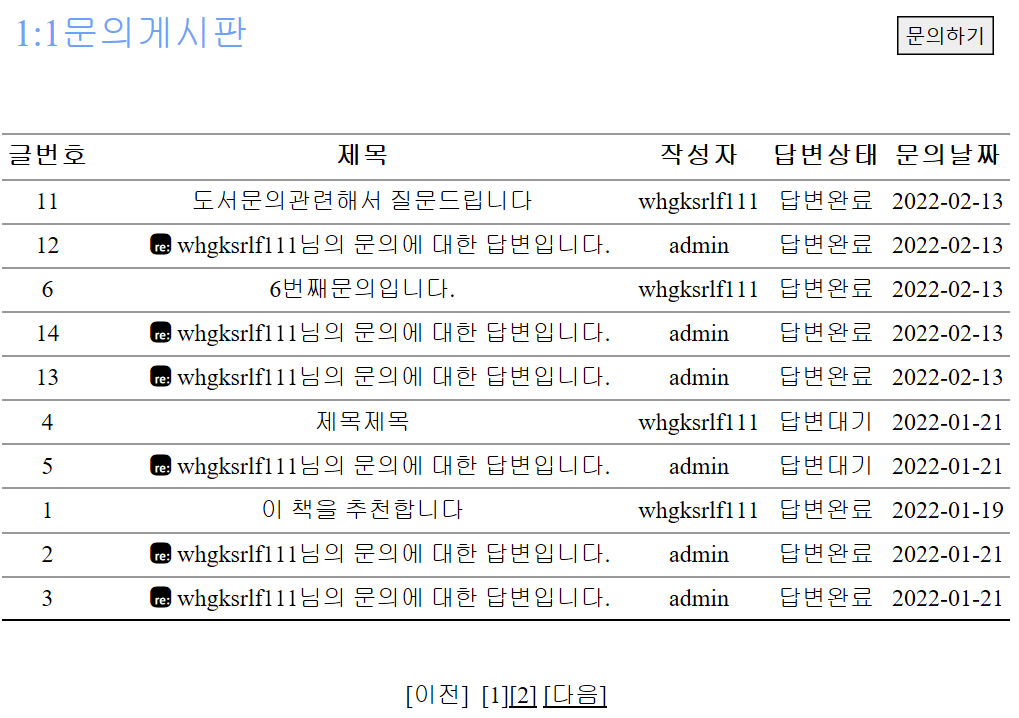 1:1문의게시판 문의하기
글번호 제목 작성자 답변상태 문의날짜
11 도서문의관련해서 질문드립니다 whgksrlf111 답변완료 2022-02-13
12 re: whgksrlf111님의 문의에 대한 답변입니다. admin 답변완료 2022-02-13
6 6번째문의입니다. whgksrlf111 답변완료 2022-02-13
14 re: whgksrlf111님의 문의에 대한 답변입니다. admin 답변완료 2022-02-13
13 re: whgksrlf111님의 문의에 대한 답변입니다. admin 답변완료 2022-02-13
4 제목제목 whgksrlf111 답변대기 2022-01-21
5 re: whgksrlf111님의 문의에 대한 답변입니다. admin 답변대기 2022-01-21
1 이 책을 추천합니다 whgksrlf111 답변완료 2022-01-19
2 re: whgksrlf111님의 문의에 대한 답변입니다. admin 답변완료 2022-01-21
3 re: whgksrlf111님의 문의에 대한 답변입니다. admin 답변완료 2022-01-21
[이전] [1][2] [다음]